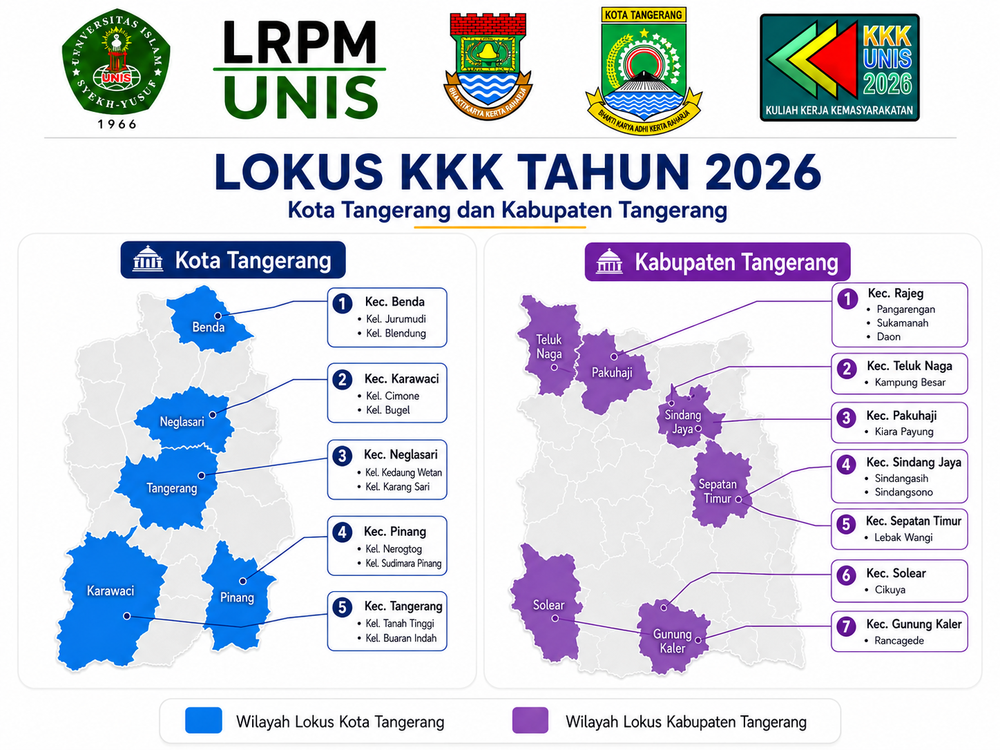 UNIVERSITAS ISLAM
UNIS
SYEKH-YUSUF
1966
LRPM
UNIS
BHAKTIKARYA KERTA RAHARJA
KOTA TANGERANG
BHAKTI KARYA ADHI KERTA RAHARJA
KKK
UNIS
2026
KULIAH KERJA KEMASYARAKATAN
LOKUS KKK TAHUN 2026
Kota Tangerang dan Kabupaten Tangerang
Kota Tangerang
Benda
Neglasari
Tangerang
Karawaci
Pinang
1 Kec. Benda
• Kel. Jurumudi
• Kel. Blendung
2 Kec. Karawaci
• Kel. Cimone
• Kel. Bugel
3 Kec. Neglasari
• Kel. Kedaung Wetan
• Kel. Karang Sari
4 Kec. Pinang
• Kel. Nerogtog
• Kel. Sudimara Pinang
5 Kec. Tangerang
• Kel. Tanah Tinggi
• Kel. Buaran Indah
Kabupaten Tangerang
Teluk
Naga
Pakuhaji
Sindang
Jaya
Sepatan
Timur
Solear
Gunung
Kaler
1 Kec. Rajeg
• Pangarengan
• Sukamanah
• Daon
2 Kec. Teluk Naga
• Kampung Besar
3 Kec. Pakuhaji
• Kiara Payung
4 Kec. Sindang Jaya
• Sindangasih
• Sindangsono
5 Kec. Sepatan Timur
• Lebak Wangi
6 Kec. Solear
• Cikuya
7 Kec. Gunung Kaler
• Rancagede
Wilayah Lokus Kota Tangerang
Wilayah Lokus Kabupaten Tangerang